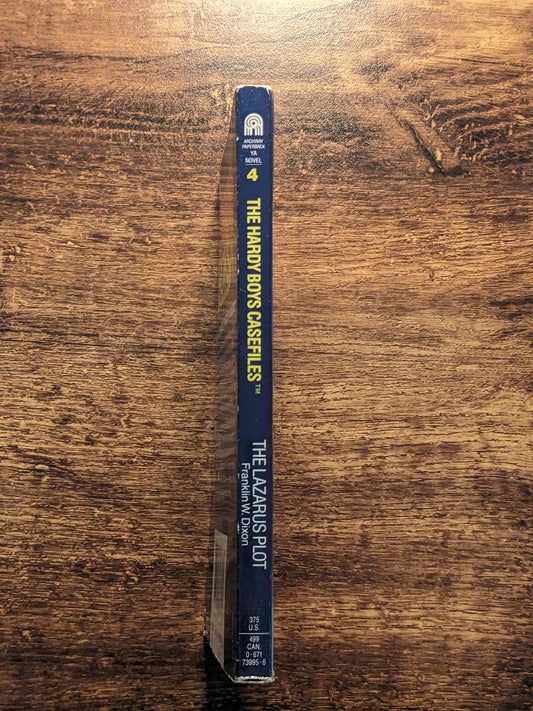 ARCHWAY
PAPERBACK
YA
NOVEL
4
THE HARDY BOYS CASEFILES™
THE LAZARUS PLOT
Franklin W. Dixon
375
U.S.
499
CAN.
0-671
73995-6